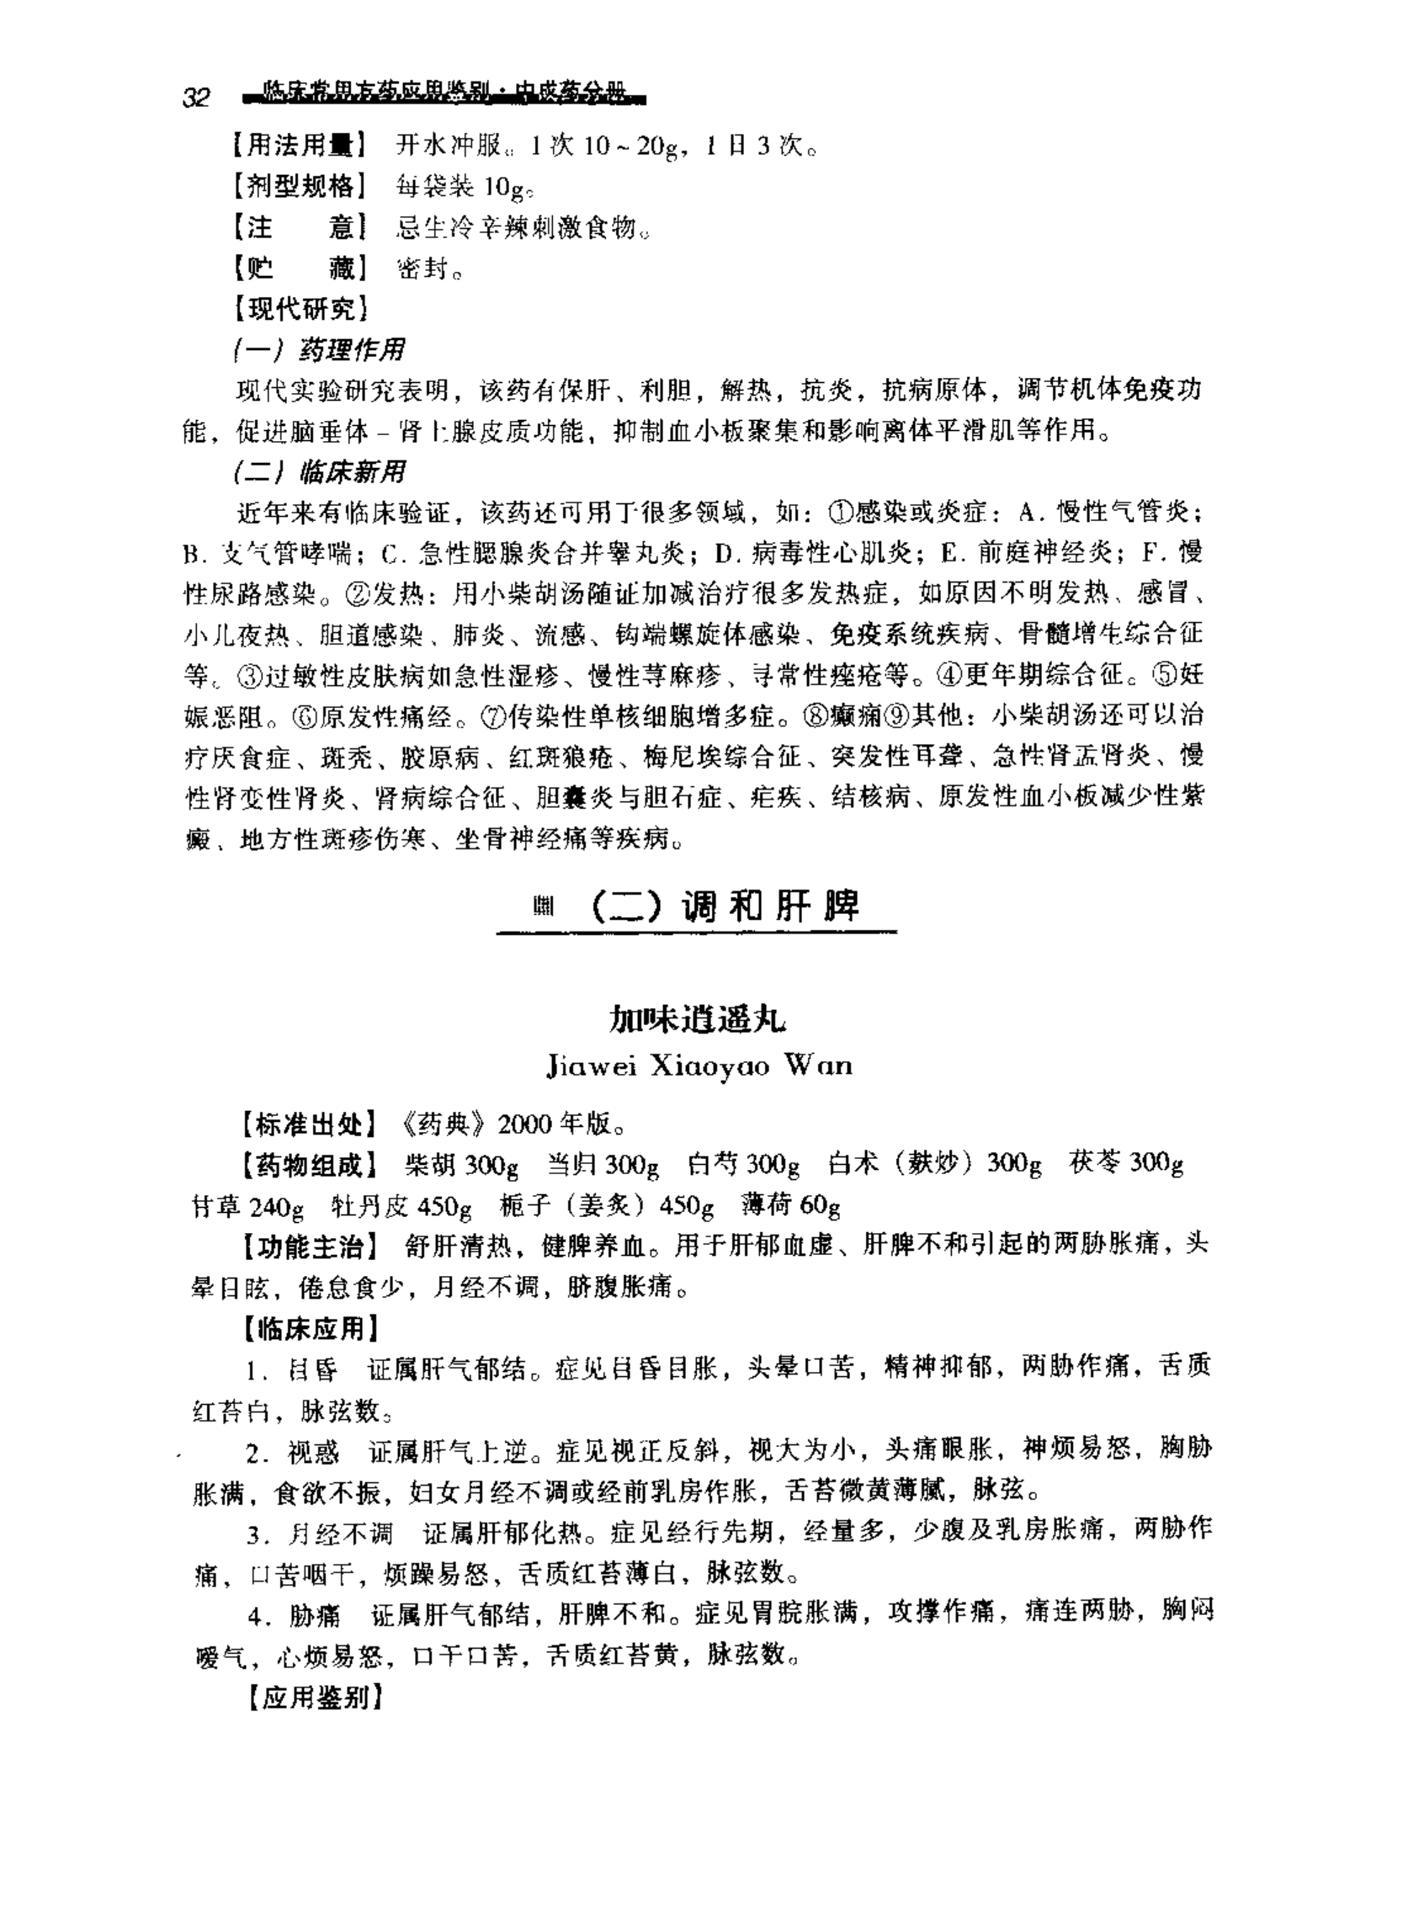 32 临床常用方药应用鉴别·中成药分册
【用法用量】 开水冲服。1次10~20g，1日3次。
【剂型规格】 每袋装10g。
【注　　意】 忌生冷辛辣刺激食物。
【贮　　藏】 密封。
【现代研究】
(一) 药理作用
现代实验研究表明，该药有保肝、利胆，解热，抗炎，抗病原体，调节机体免疫功
能，促进脑垂体－肾上腺皮质功能，抑制血小板聚集和影响离体平滑肌等作用。
(二) 临床新用
近年来有临床验证，该药还可用于很多领域，如：①感染或炎症：A. 慢性气管炎；
B. 支气管哮喘；C. 急性腮腺炎合并睾丸炎；D. 病毒性心肌炎；E. 前庭神经炎；F. 慢
性尿路感染。②发热：用小柴胡汤随证加减治疗很多发热症，如原因不明发热、感冒、
小儿夜热、胆道感染、肺炎、流感、钩端螺旋体感染、免疫系统疾病、骨髓增生综合征
等。③过敏性皮肤病如急性湿疹、慢性荨麻疹、寻常性痤疮等。④更年期综合征。⑤妊
娠恶阻。⑥原发性痛经。⑦传染性单核细胞增多症。⑧癫痫⑨其他：小柴胡汤还可以治
疗厌食症、斑秃、胶原病、红斑狼疮、梅尼埃综合征、突发性耳聋、急性肾盂肾炎、慢
性肾变性肾炎、肾病综合征、胆囊炎与胆石症、疟疾、结核病、原发性血小板减少性紫
癜、地方性斑疹伤寒、坐骨神经痛等疾病。
(二) 调和肝脾
加味逍遥丸
Jiawei Xiaoyao Wan
【标准出处】《药典》2000年版。
【药物组成】 柴胡300g　当归300g　白芍300g　白术（麸炒）300g　茯苓300g
甘草240g　牡丹皮450g　栀子（姜炙）450g　薄荷60g
【功能主治】 舒肝清热，健脾养血。用于肝郁血虚、肝脾不和引起的两胁胀痛，头
晕目眩，倦怠食少，月经不调，脐腹胀痛。
【临床应用】
1. 目昏　证属肝气郁结。症见目昏目胀，头晕口苦，精神抑郁，两胁作痛，舌质
红苔白，脉弦数。
2. 视惑　证属肝气上逆。症见视正反斜，视大为小，头痛眼胀，神烦易怒，胸胁
胀满，食欲不振，妇女月经不调或经前乳房作胀，舌苔微黄薄腻，脉弦。
3. 月经不调　证属肝郁化热。症见经行先期，经量多，少腹及乳房胀痛，两胁作
痛，口苦咽干，烦躁易怒，舌质红苔薄白，脉弦数。
4. 胁痛　证属肝气郁结，肝脾不和。症见胃脘胀满，攻撑作痛，痛连两胁，胸闷
嗳气，心烦易怒，口干口苦，舌质红苔黄，脉弦数。
【应用鉴别】